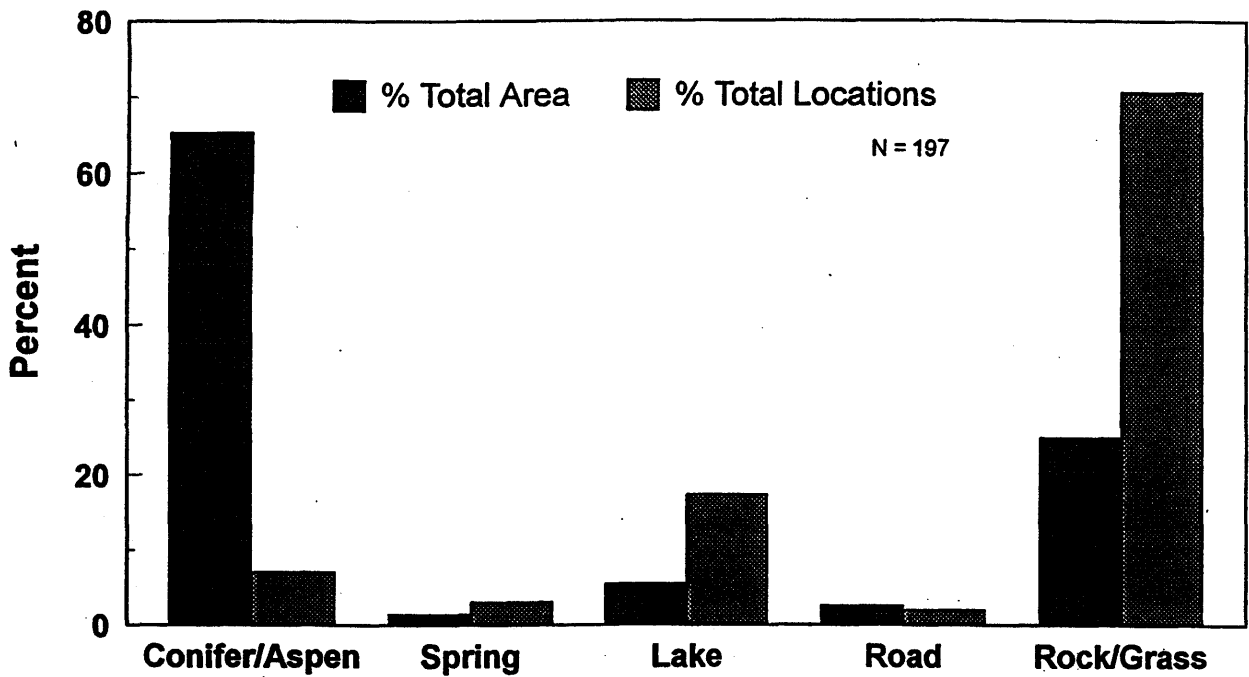 80
% Total Area
% Total Locations
N = 197
60
Percent
40
20
0
Conifer/Aspen
Spring
Lake
Road
Rock/Grass